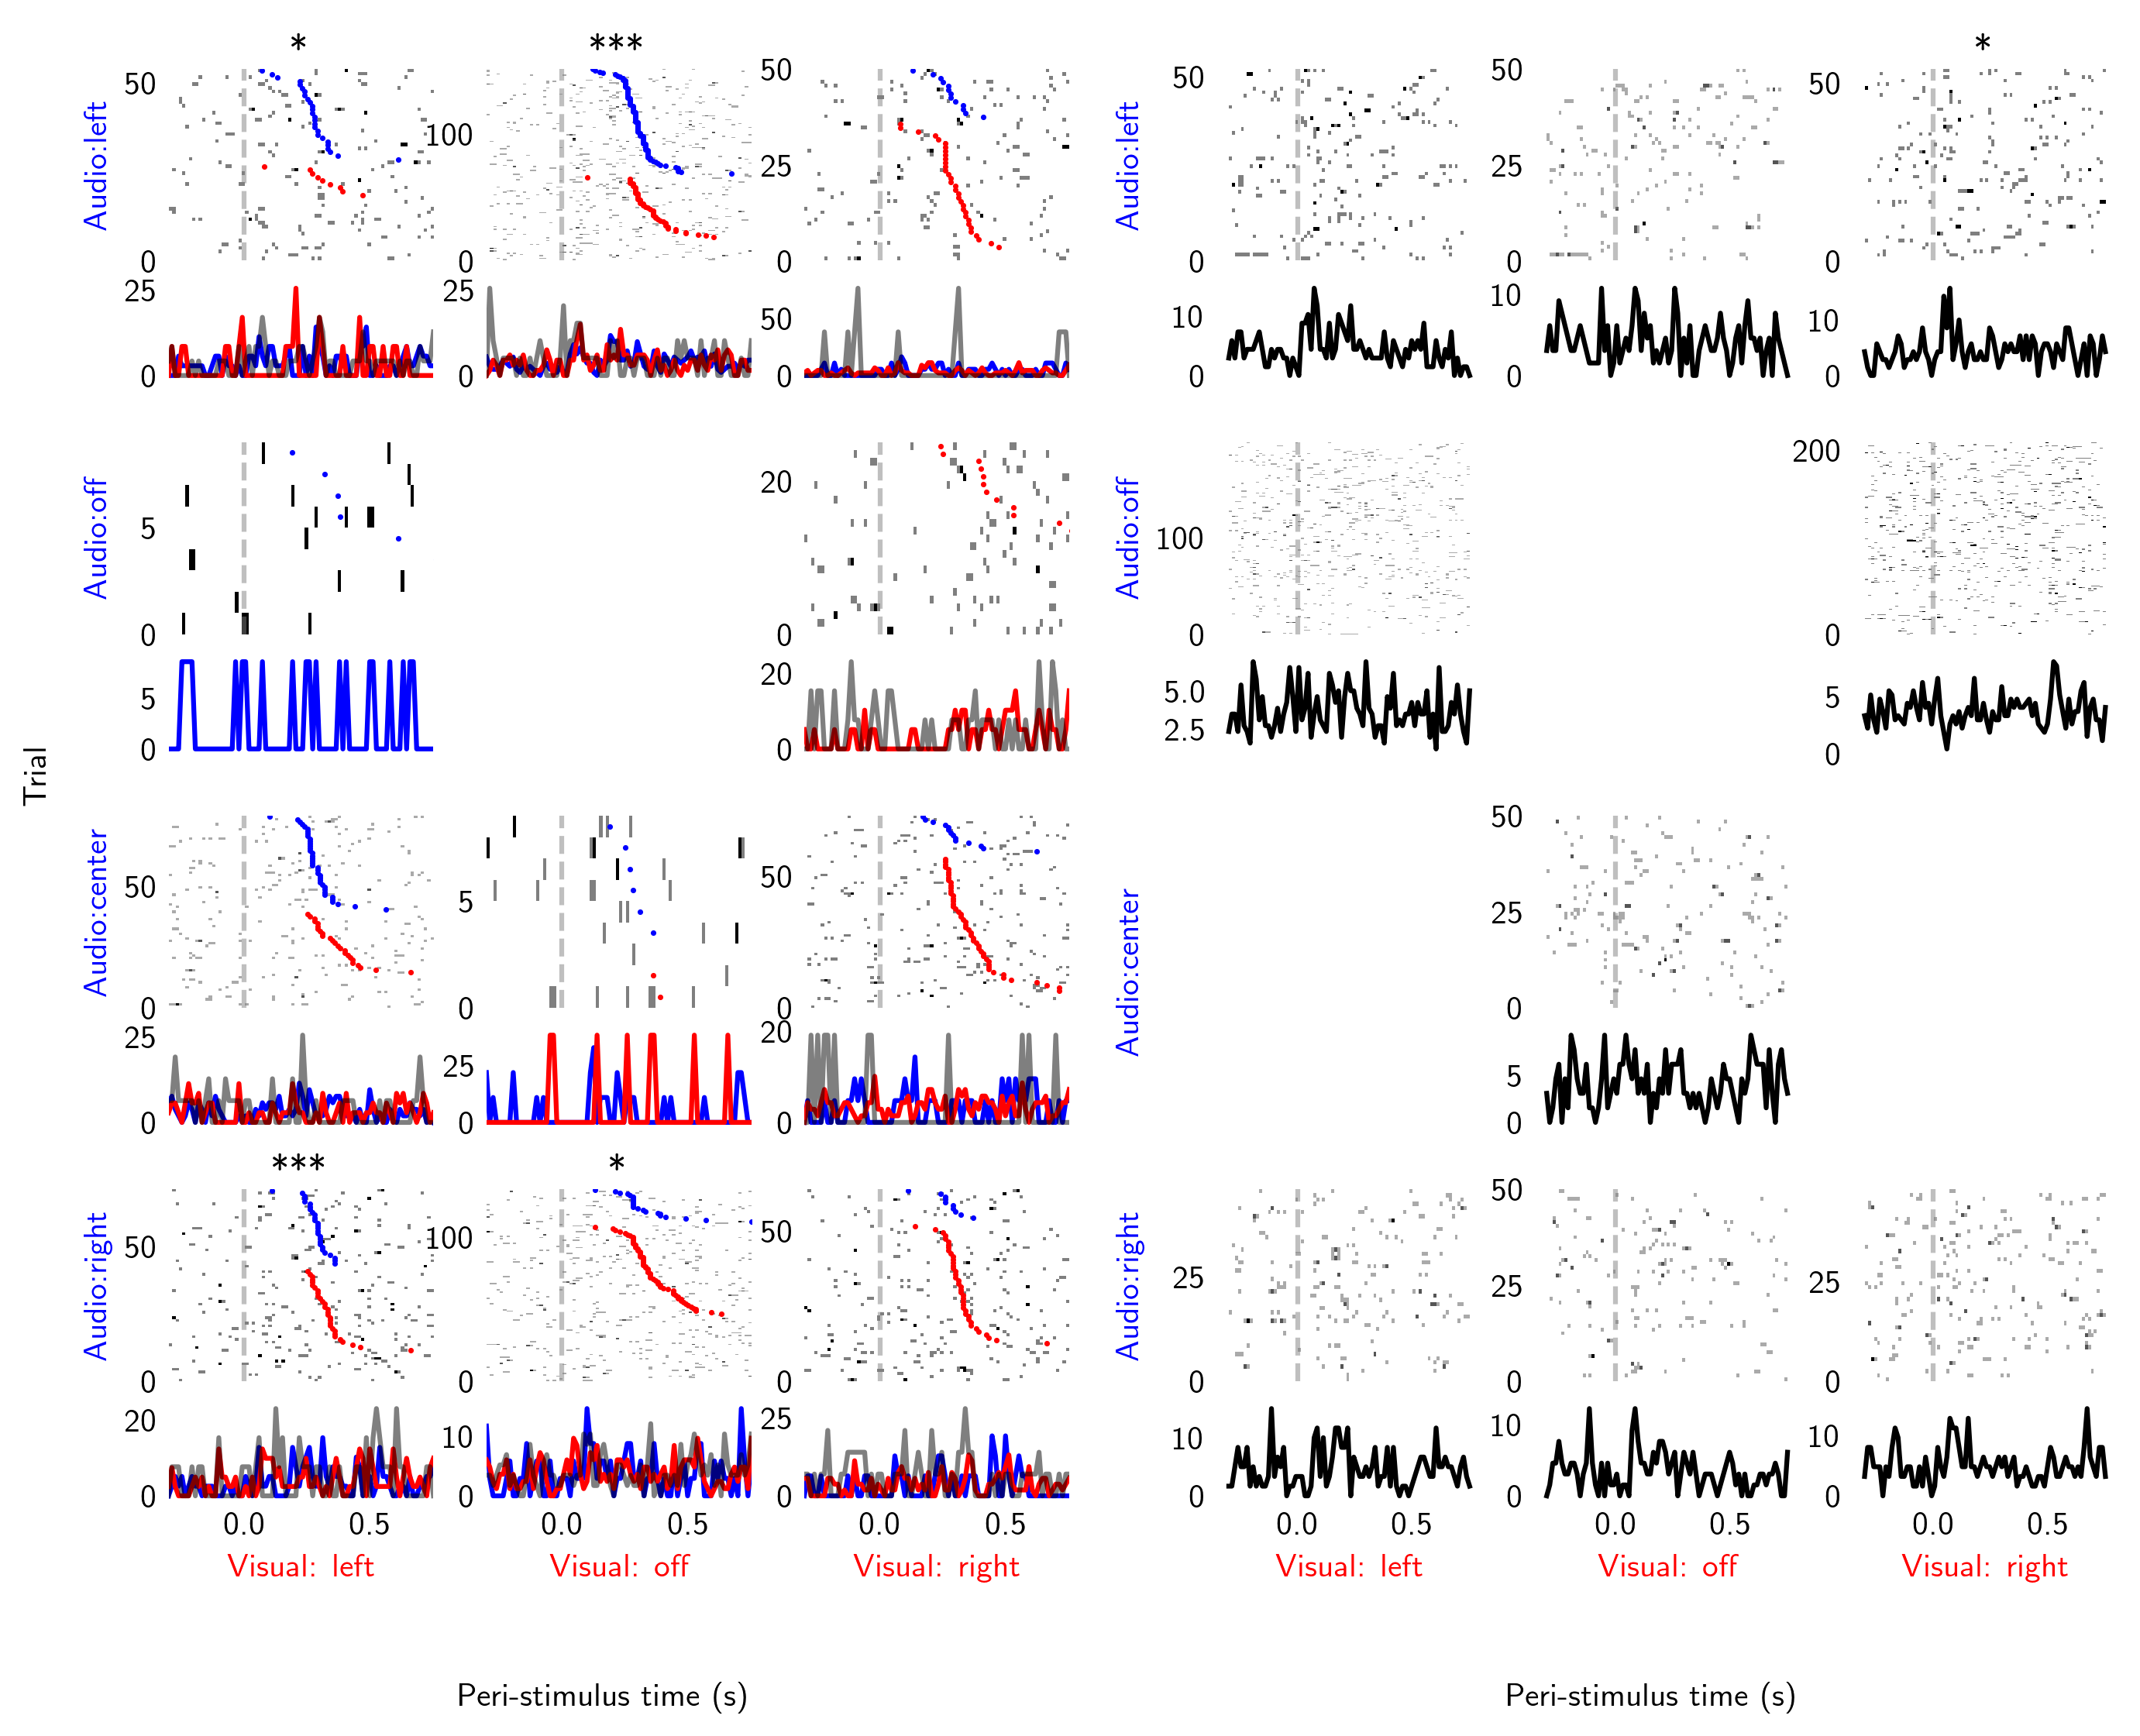 * *** *
50 50 50 50 50
Audio:left 100 25 Audio:left 25
0 0 0 0 0 0
25 25 50 10 10 10
0 0 0 0 0 0
Audio:off 5 20 Audio:off 100 200
0 0 0 0
5 20 5.0 5
0 0 2.5 0
Trial
Audio:center 50 5 50 Audio:center 50 25
0 0 0 0
25 25 20 5
0 0 0 0
*** *
Audio:right 50 100 50 Audio:right 25 50 25 25
0 0 0 0 0 0
20 10 25 10 10 10
0 0 0 0 0 0
0.0 0.5 0.0 0.5 0.0 0.5 0.0 0.5 0.0 0.5 0.0 0.5
Visual: left Visual: off Visual: right Visual: left Visual: off Visual: right
Peri-stimulus time (s) Peri-stimulus time (s)